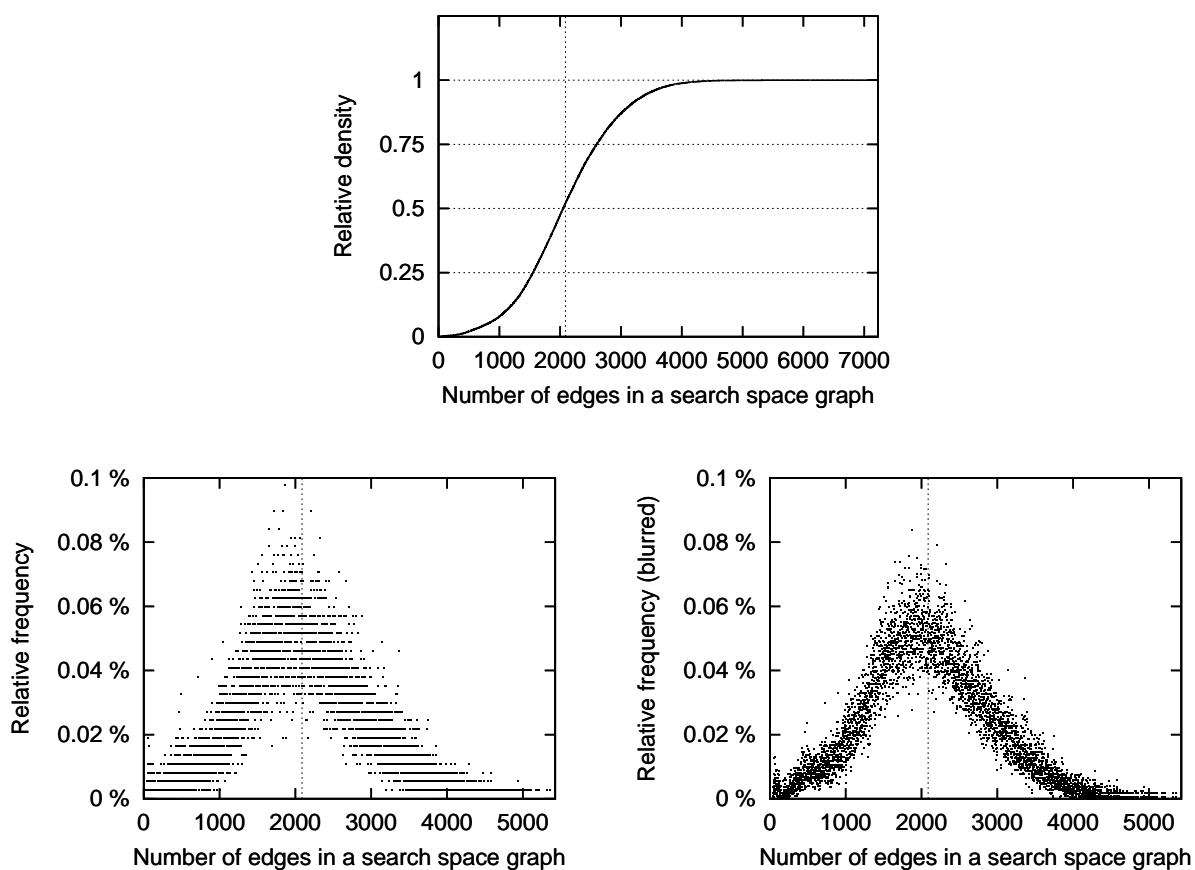 Relative density
1
0.75
0.5
0.25
0
0 1000 2000 3000 4000 5000 6000 7000
Number of edges in a search space graph
Relative frequency
0.1 %
0.08 %
0.06 %
0.04 %
0.02 %
0 %
0 1000 2000 3000 4000 5000
Number of edges in a search space graph
Relative frequency (blurred)
0.1 %
0.08 %
0.06 %
0.04 %
0.02 %
0 %
0 1000 2000 3000 4000 5000
Number of edges in a search space graph